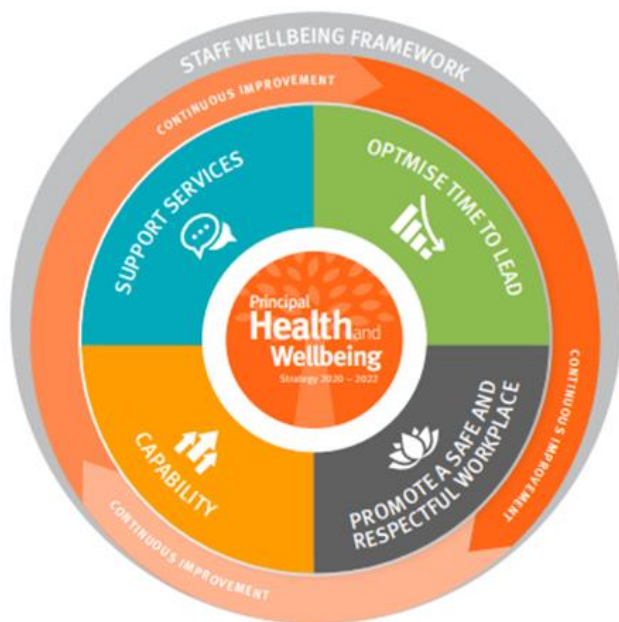 STAFF WELLBEING FRAMEWORK
CONTINUOUS IMPROVEMENT
SUPPORT SERVICES
OPTMISE TIME TO LEAD
Principal
Health and
Wellbeing
Strategy 2020 – 2022
CONTINUOUS IMPROVEMENT
CAPABILITY
PROMOTE A SAFE AND
RESPECTFUL WORKPLACE
CONTINUOUS IMPROVEMENT